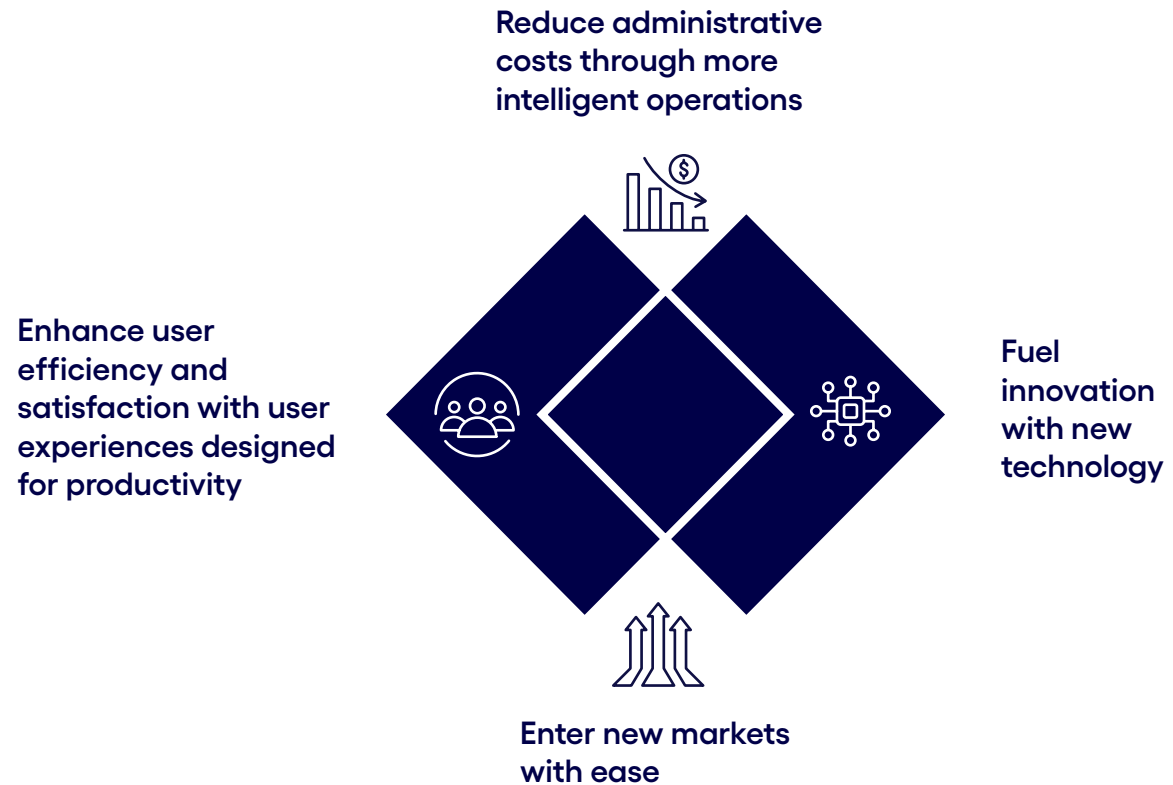 Reduce administrative
costs through more
intelligent operations
$
Enhance user
efficiency and
satisfaction with user
experiences designed
for productivity
Fuel
innovation
with new
technology
Enter new markets
with ease